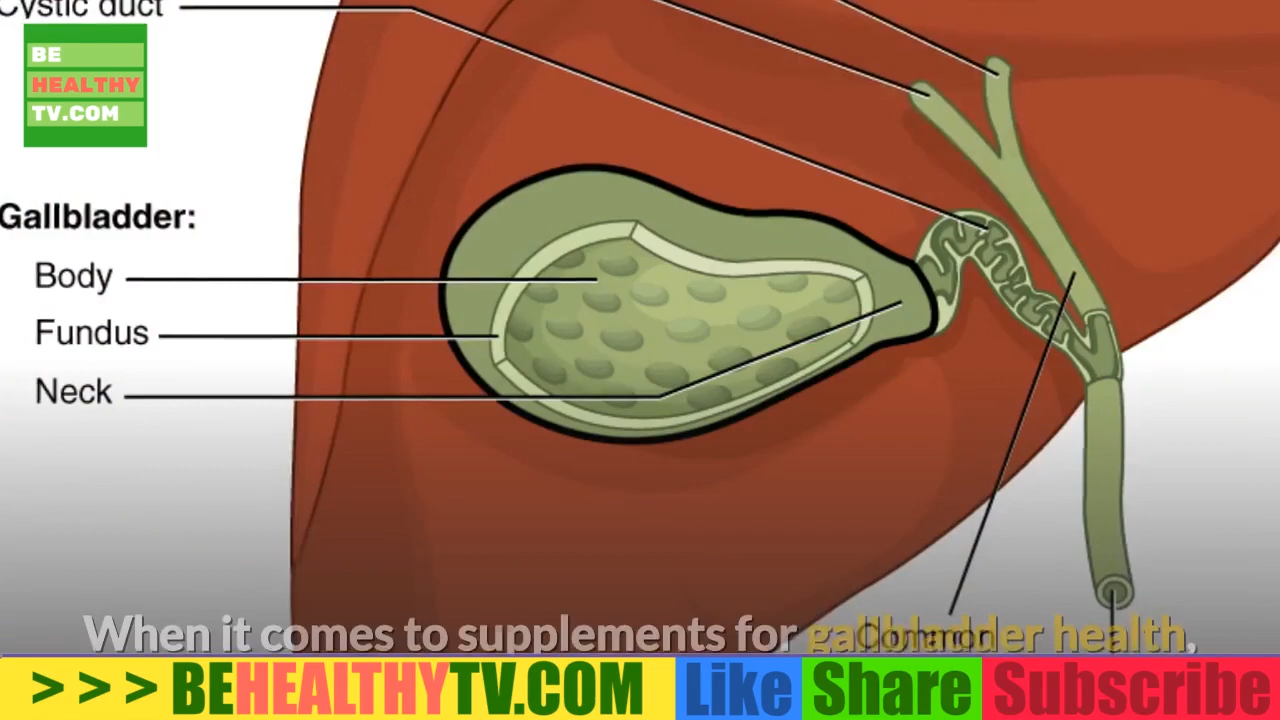 Cystic duct
BE
HEALTHY
TV.COM
Gallbladder:
Body
Fundus
Neck
Common
When it comes to supplements for gallbladder health,
> > > BEHEALTHYTV.COM Like Share Subscribe